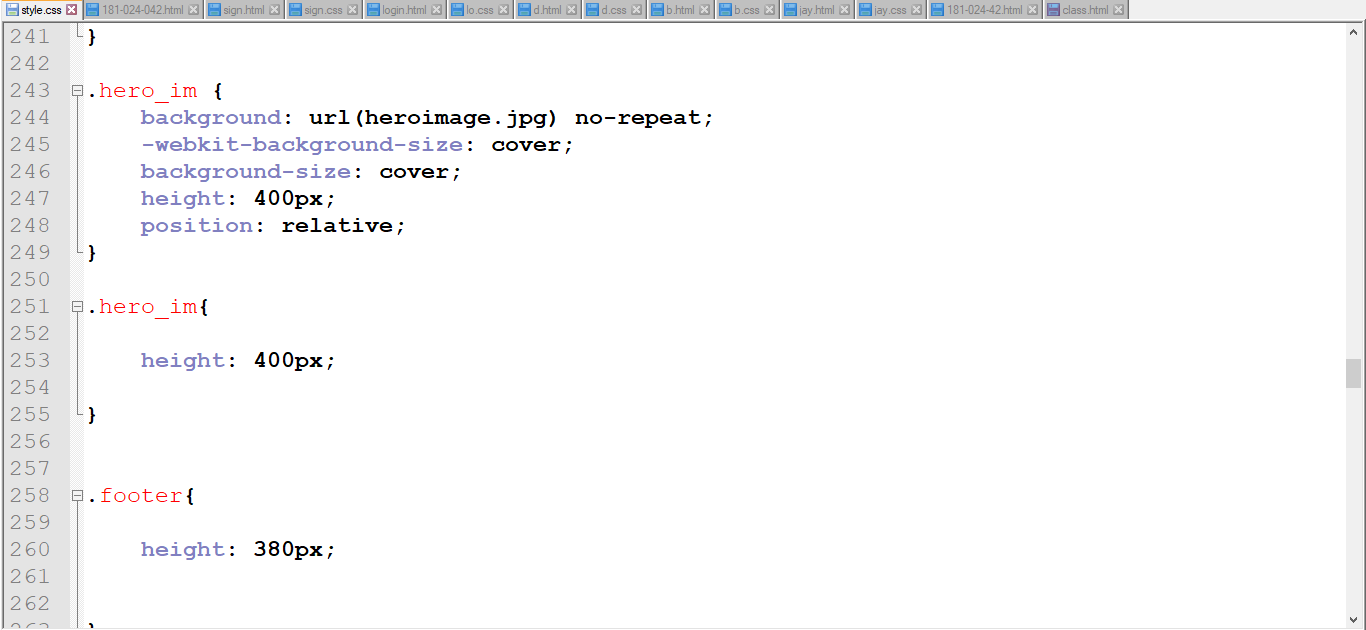 style.css 181-024-042.html sign.html sign.css login.html lo.css d.html d.css b.html b.css jay.html jay.css 181-024-42.html class.html
241 }
242
243 .hero_im {
244 background: url(heroimage.jpg) no-repeat;
245 -webkit-background-size: cover;
246 background-size: cover;
247 height: 400px;
248 position: relative;
249 }
250
251 .hero_im{
252
253 height: 400px;
254
255 }
256
257
258 .footer{
259
260 height: 380px;
261
262
263 }